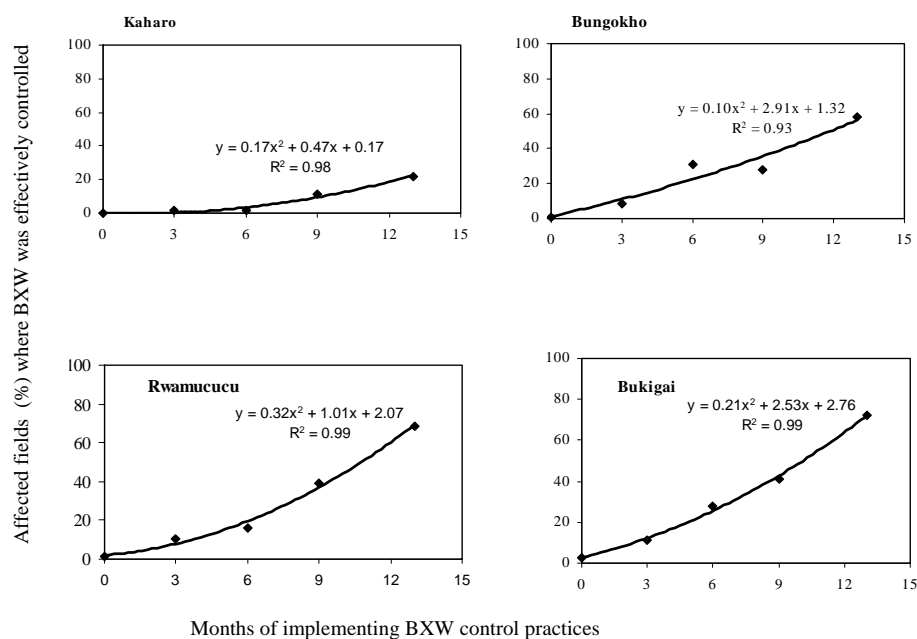 Affected fields (%) where BXW was effectively controlled
Kaharo
100
80
60
40
20
0
y = 0.17x² + 0.47x + 0.17
R² = 0.98
0 3 6 9 12 15
Bungokho
100
80
60
40
20
0
y = 0.10x² + 2.91x + 1.32
R² = 0.93
0 3 6 9 12 15
Rwamucucu
100
80
60
40
20
0
y = 0.32x² + 1.01x + 2.07
R² = 0.99
0 3 6 9 12 15
Bukigai
100
80
60
40
20
0
y = 0.21x² + 2.53x + 2.76
R² = 0.99
0 3 6 9 12 15
Months of implementing BXW control practices